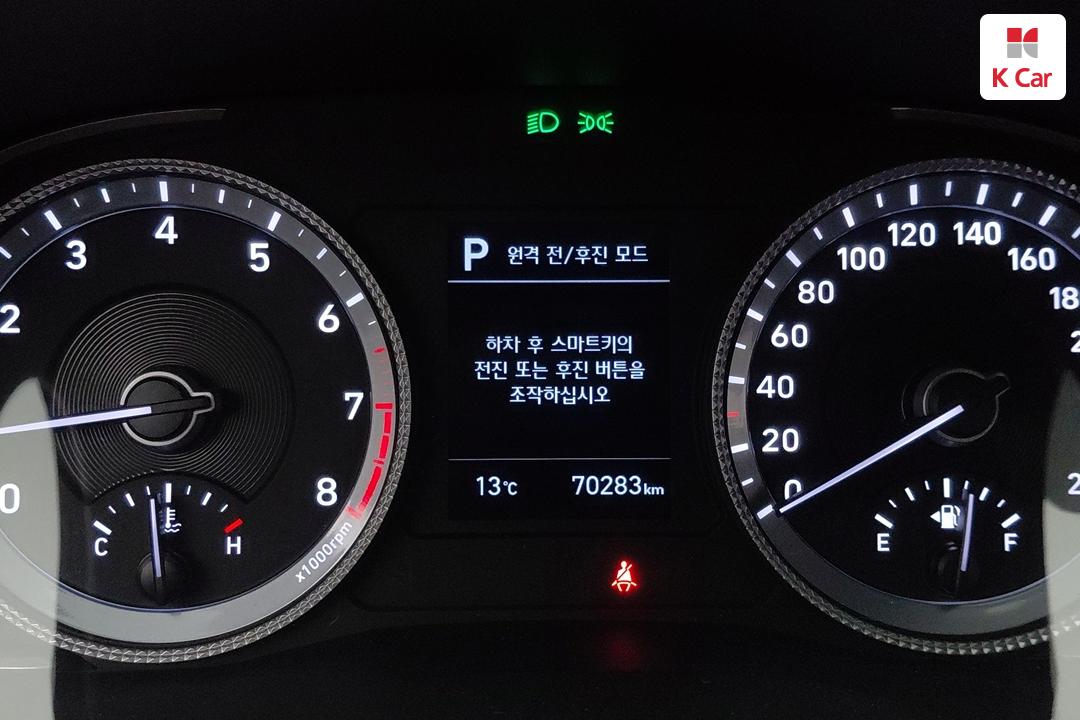 K Car
P 원격 전/후진 모드
하차 후 스마트키의
전진 또는 후진 버튼을
조작하십시오
13°C 70283km
0 2 3 4 5 6 7 8
x1000rpm
C H
0 20 40 60 80 100 120 140 160
E F